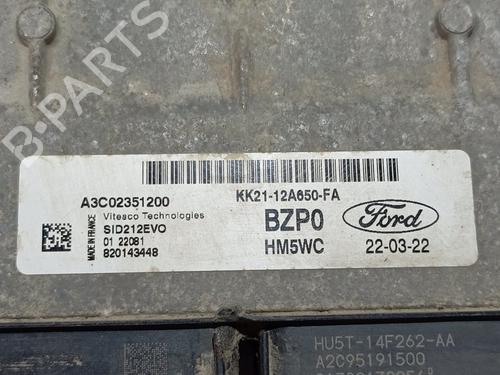 B-PARTS
A3C02351200
KK21-12A650-FA
Vitesco Technologies
SID212EVO
01 22081
820143448
MADE IN FRANCE
BZP0
HM5WC
Ford
22-03-22
HU5T-14F262-AA
A2C95191500